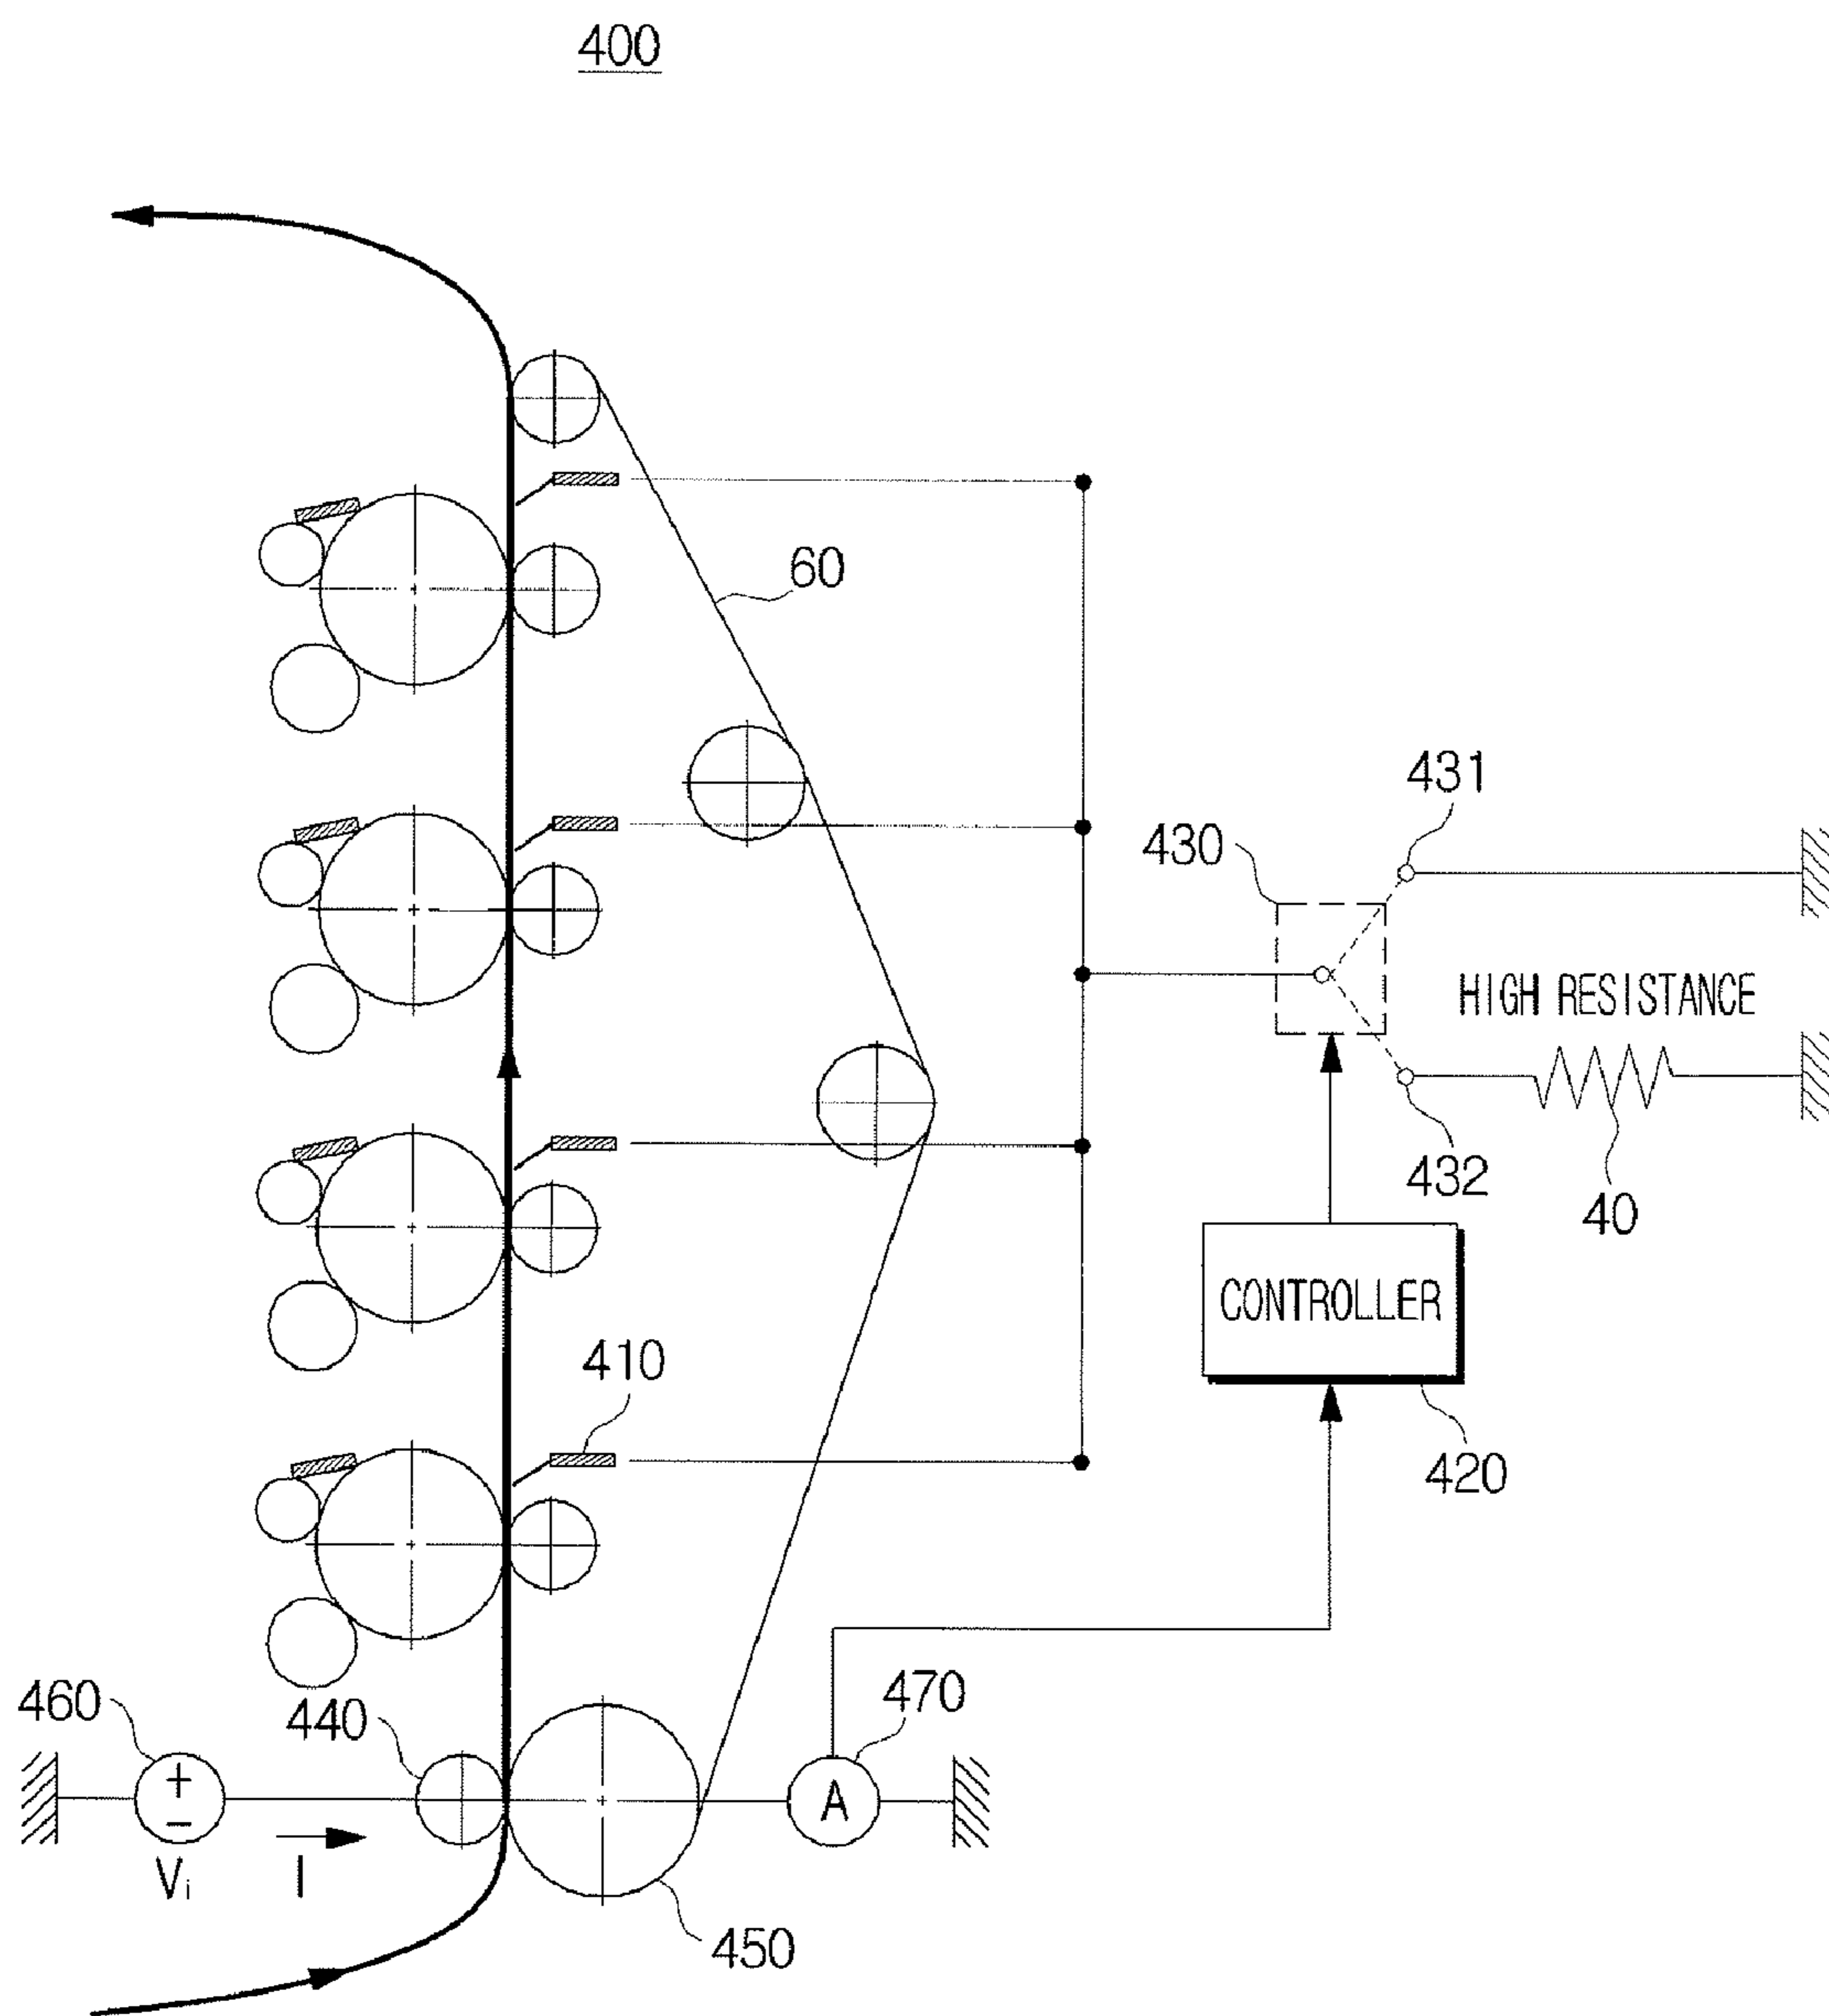 400
60
431
430
HIGH RESISTANCE
432
40
CONTROLLER
410
420
460
440
470
+
−
A
Vi
I
450